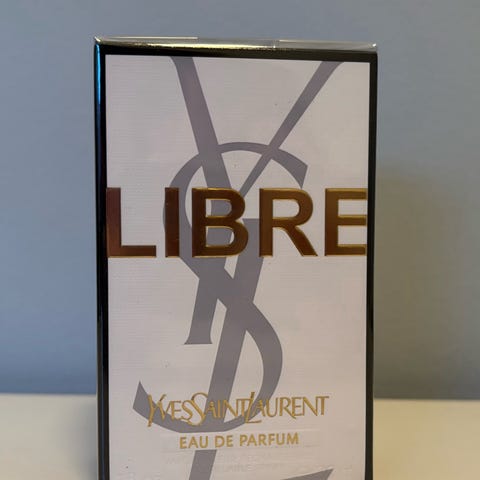 LIBRE
YVESSAINTLAURENT
EAU DE PARFUM